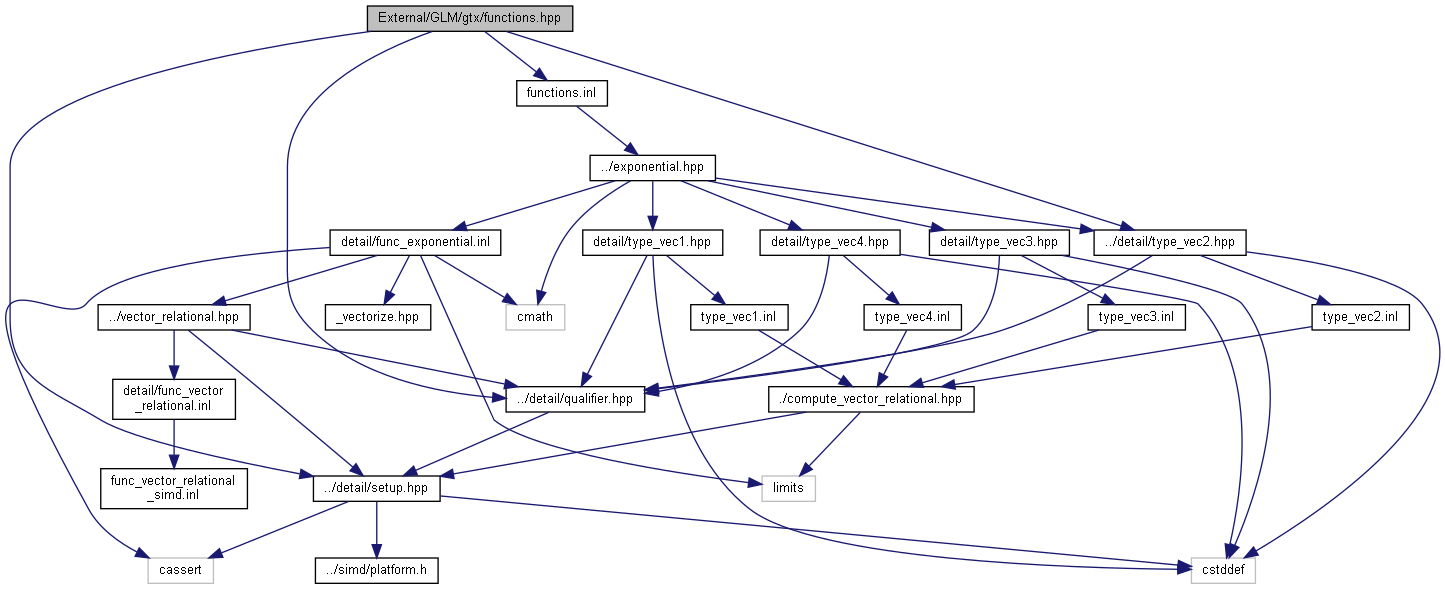 External/GLM/gtx/functions.hpp
functions.inl
../exponential.hpp
detail/func_exponential.inl
detail/type_vec1.hpp
detail/type_vec4.hpp
detail/type_vec3.hpp
../detail/type_vec2.hpp
../vector_relational.hpp
_vectorize.hpp
cmath
type_vec1.inl
type_vec4.inl
type_vec3.inl
type_vec2.inl
detail/func_vector
_relational.inl
../detail/qualifier.hpp
./compute_vector_relational.hpp
func_vector_relational
_simd.inl
../detail/setup.hpp
limits
cassert
../simd/platform.h
cstddef